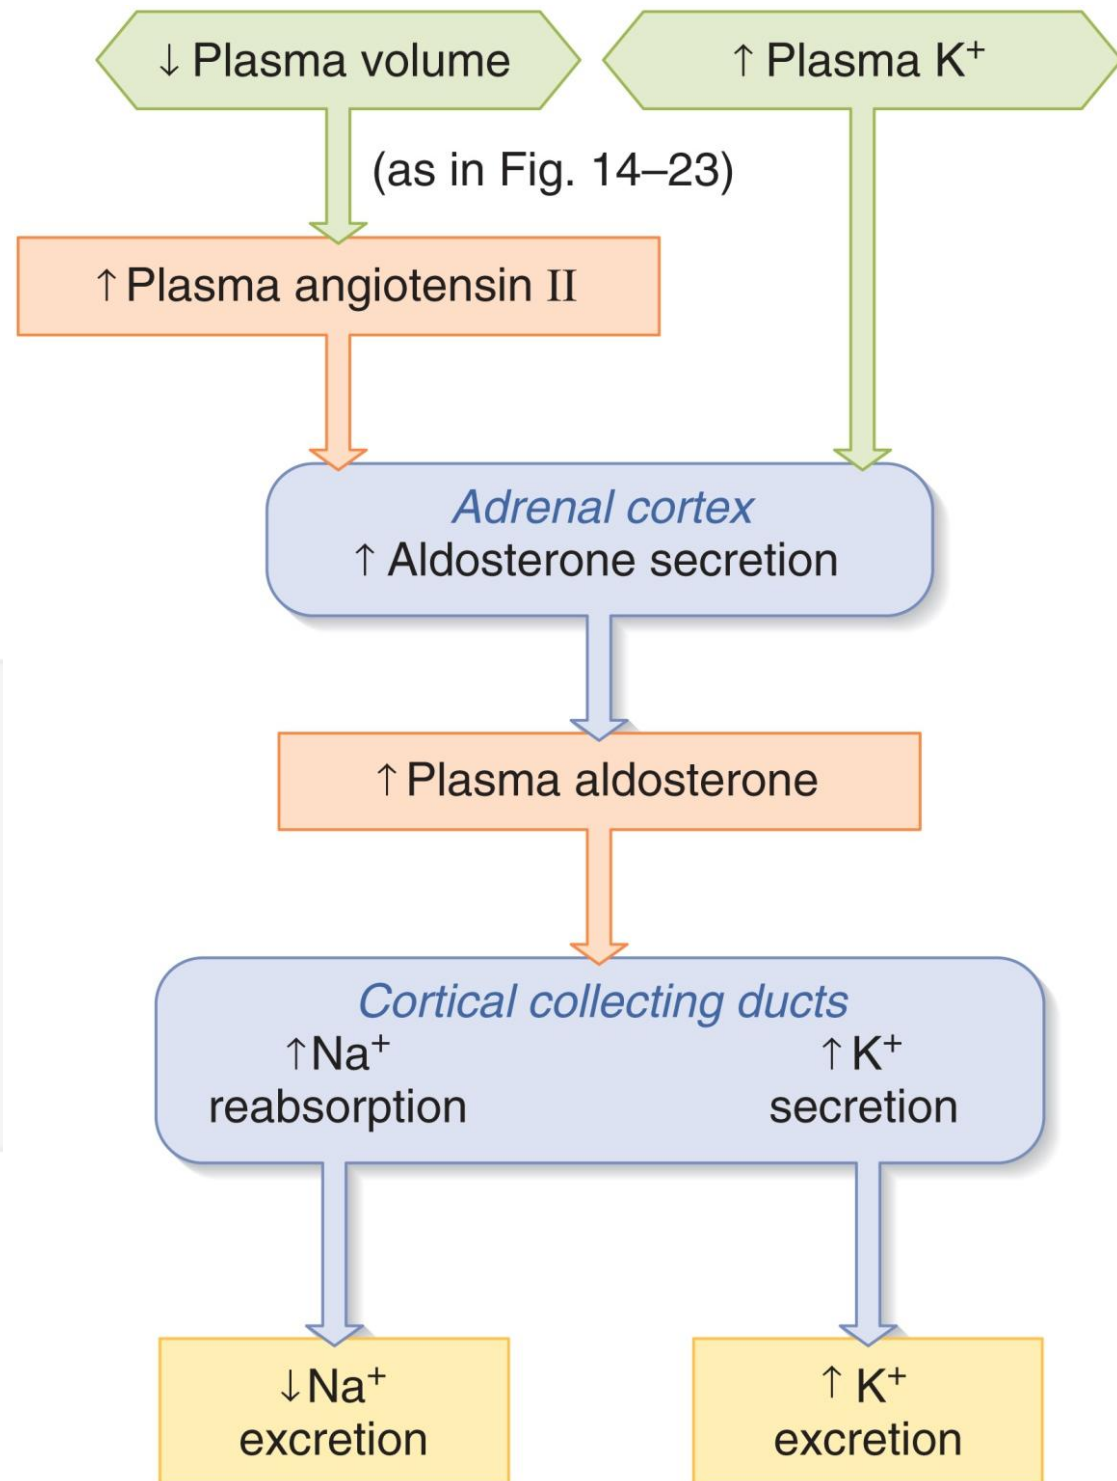 ↓ Plasma volume
↑ Plasma K⁺
(as in Fig. 14–23)
↑ Plasma angiotensin II
Adrenal cortex
↑ Aldosterone secretion
↑ Plasma aldosterone
Cortical collecting ducts
↑ Na⁺
reabsorption
↑ K⁺
secretion
↓ Na⁺
excretion
↑ K⁺
excretion